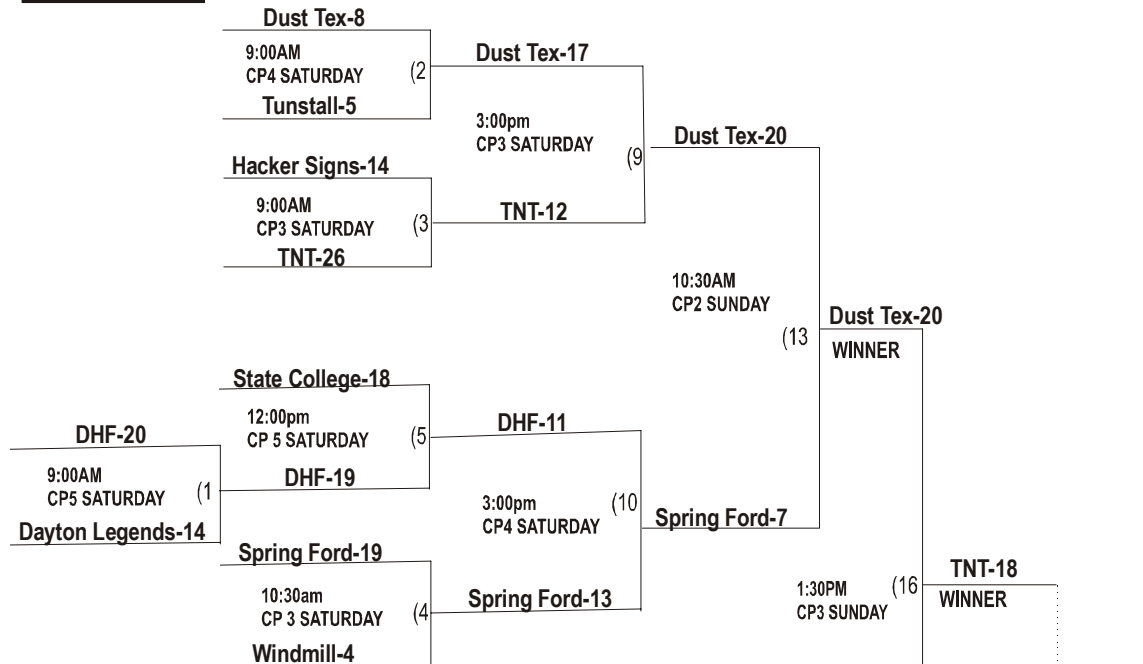 Dust Tex-8
9:00AM
CP4 SATURDAY
(2
Tunstall-5
Dust Tex-17
3:00pm
CP3 SATURDAY
(9
Hacker Signs-14
9:00AM
CP3 SATURDAY
(3
TNT-26
TNT-12
Dust Tex-20
10:30AM
CP2 SUNDAY
(13
Dust Tex-20
WINNER
State College-18
12:00pm
CP 5 SATURDAY
(5
DHF-20
9:00AM
CP5 SATURDAY
(1
Dayton Legends-14
DHF-19
DHF-11
3:00pm
CP4 SATURDAY
(10
Spring Ford-7
Spring Ford-19
10:30am
CP 3 SATURDAY
(4
Windmill-4
Spring Ford-13
1:30PM
CP3 SUNDAY
(16
TNT-18
WINNER